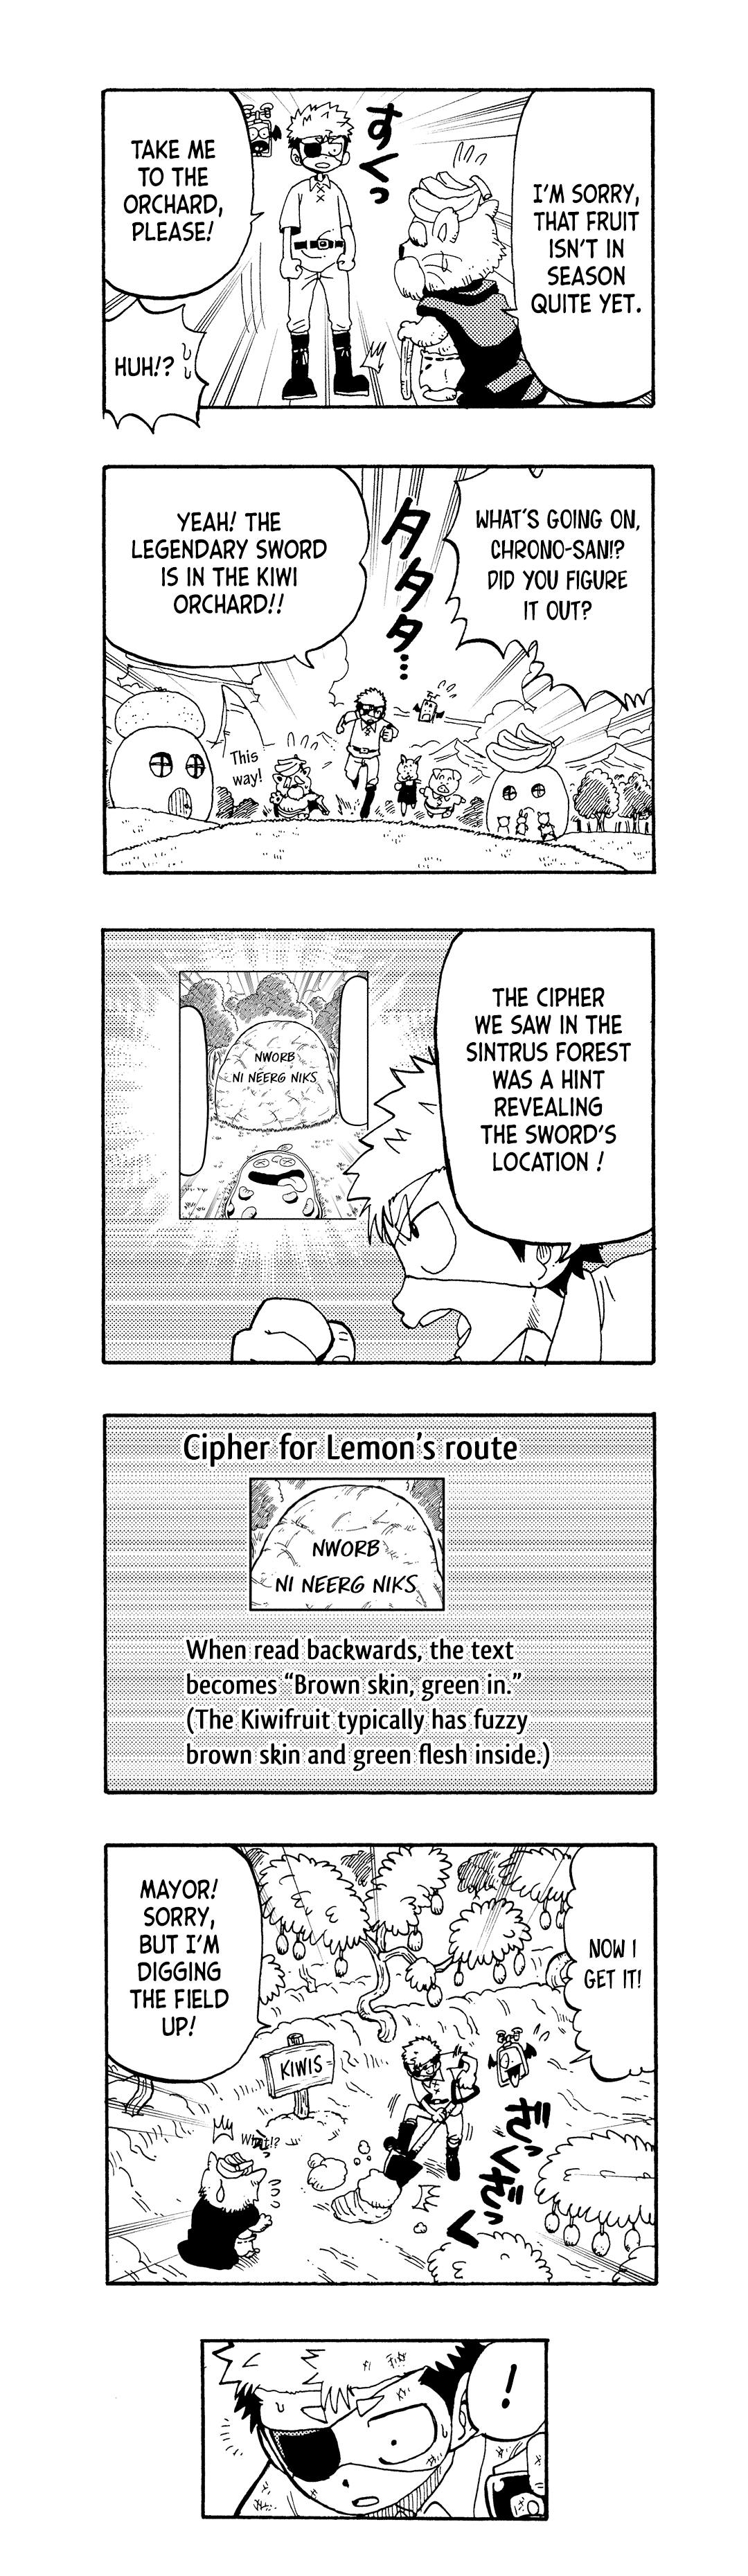 I'M SORRY,
THAT FRUIT
ISN'T IN
SEASON
QUITE YET.
すくっ
TAKE ME
TO THE
ORCHARD,
PLEASE!
HUH!?
WHAT'S GOING ON,
CHRONO-SAN!?
DID YOU FIGURE
IT OUT?
タタタ…
YEAH! THE
LEGENDARY SWORD
IS IN THE KIWI
ORCHARD!!
This
way!
THE CIPHER
WE SAW IN THE
SINTRUS FOREST
WAS A HINT
REVEALING
THE SWORD'S
LOCATION !
NWORB
NI NEERG NIKS
Cipher for Lemon's route
NWORB
NI NEERG NIKS
When read backwards, the text
becomes “Brown skin, green in.”
(The Kiwifruit typically has fuzzy
brown skin and green flesh inside.)
NOW I
GET IT!
MAYOR!
SORRY,
BUT I'M
DIGGING
THE FIELD
UP!
KIWIS
What!?
!